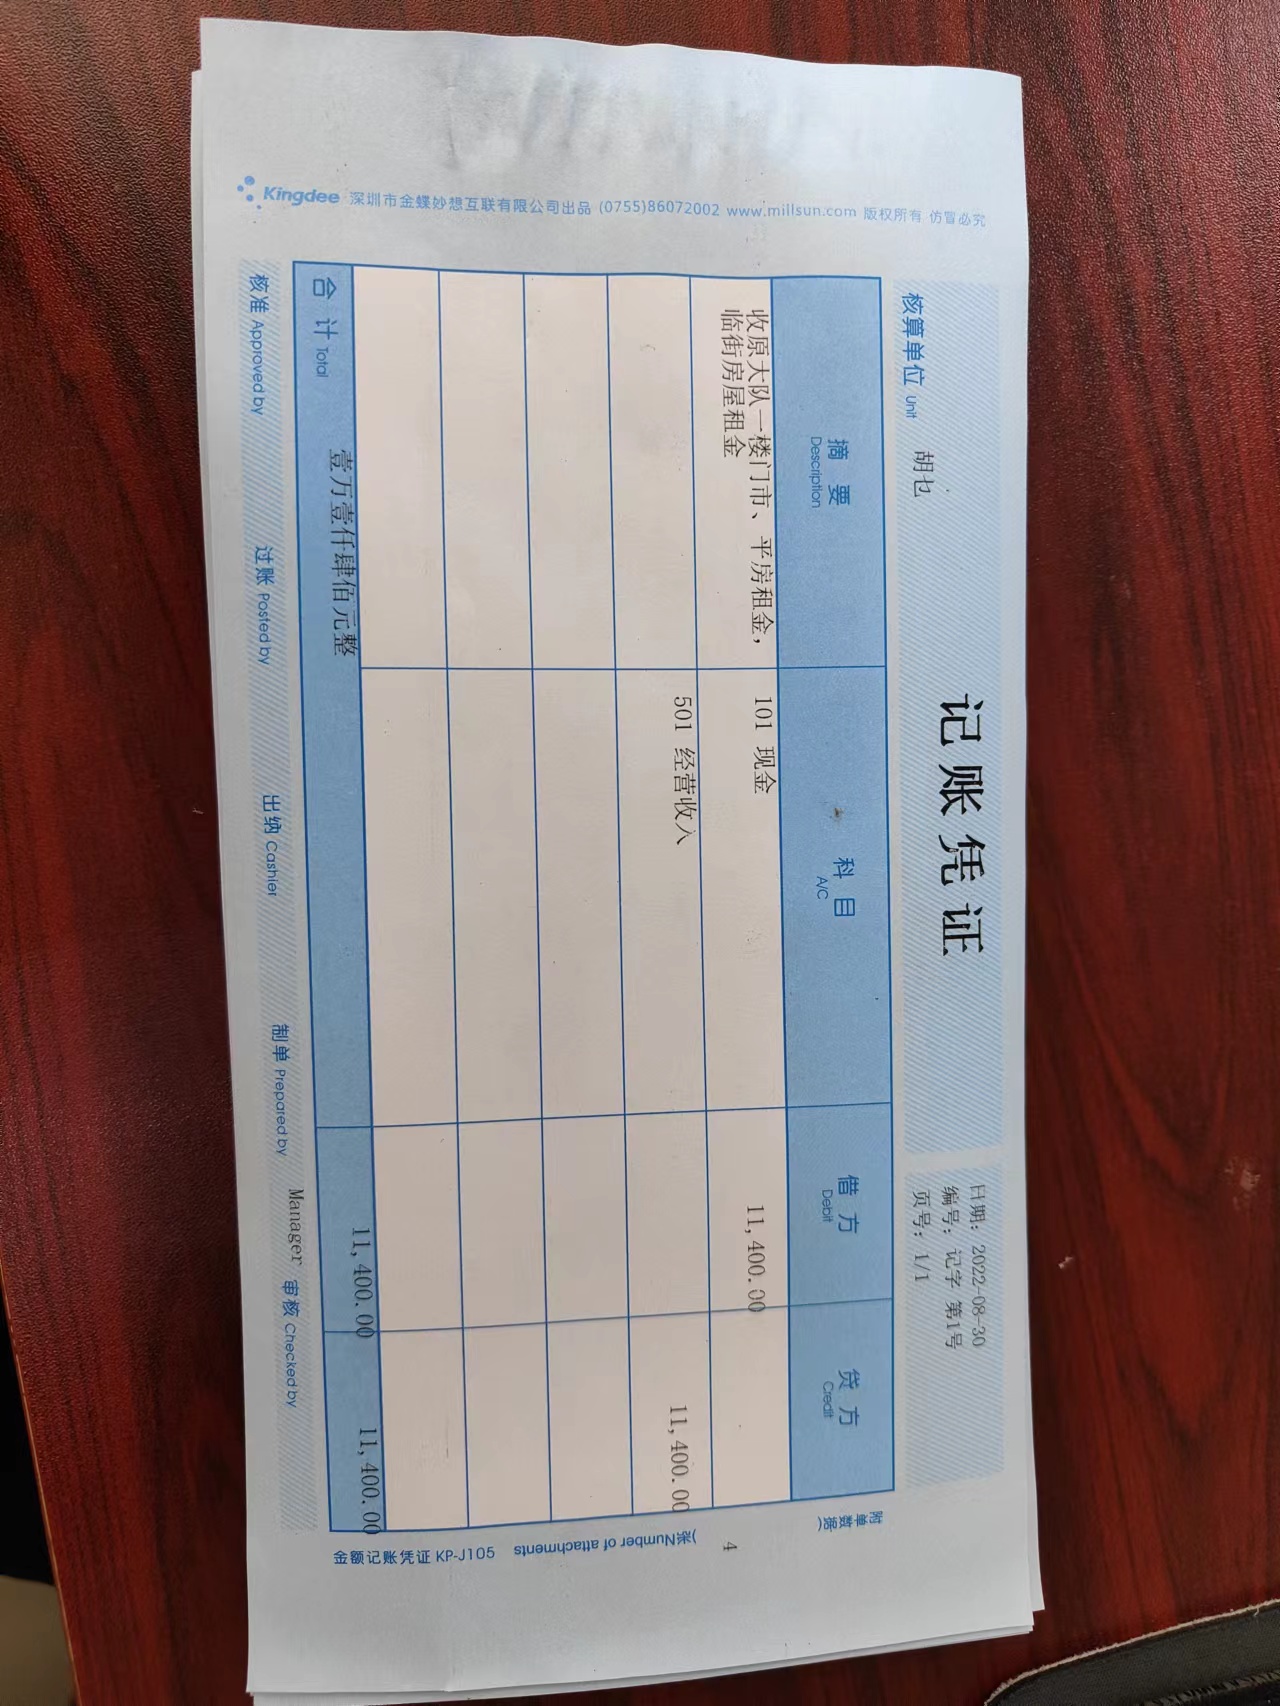 记账凭证
日期：2022-08-30
编号：记字 第1号
页号：1/1
核算单位 Unit 胡乜
摘要 Description 科目 A/C 借方 Debit 贷方 Credit
收原大队一楼门市、平房租金，
临街房屋租金
101 现金 11,400.00
501 经营收入 11,400.00
合计 Total 壹万壹仟肆佰元整 11,400.00 11,400.00
核准 Approved by 过账 Posted by 出纳 Cashier 制单 Prepared by Manager 审核 Checked by
附单据数(
4
张Number of attachments)
金额记账凭证 KP-J105
Kingdee 深圳市金蝶妙想互联有限公司出品 (0755)86072002 www.millsun.com 版权所有 仿冒必究